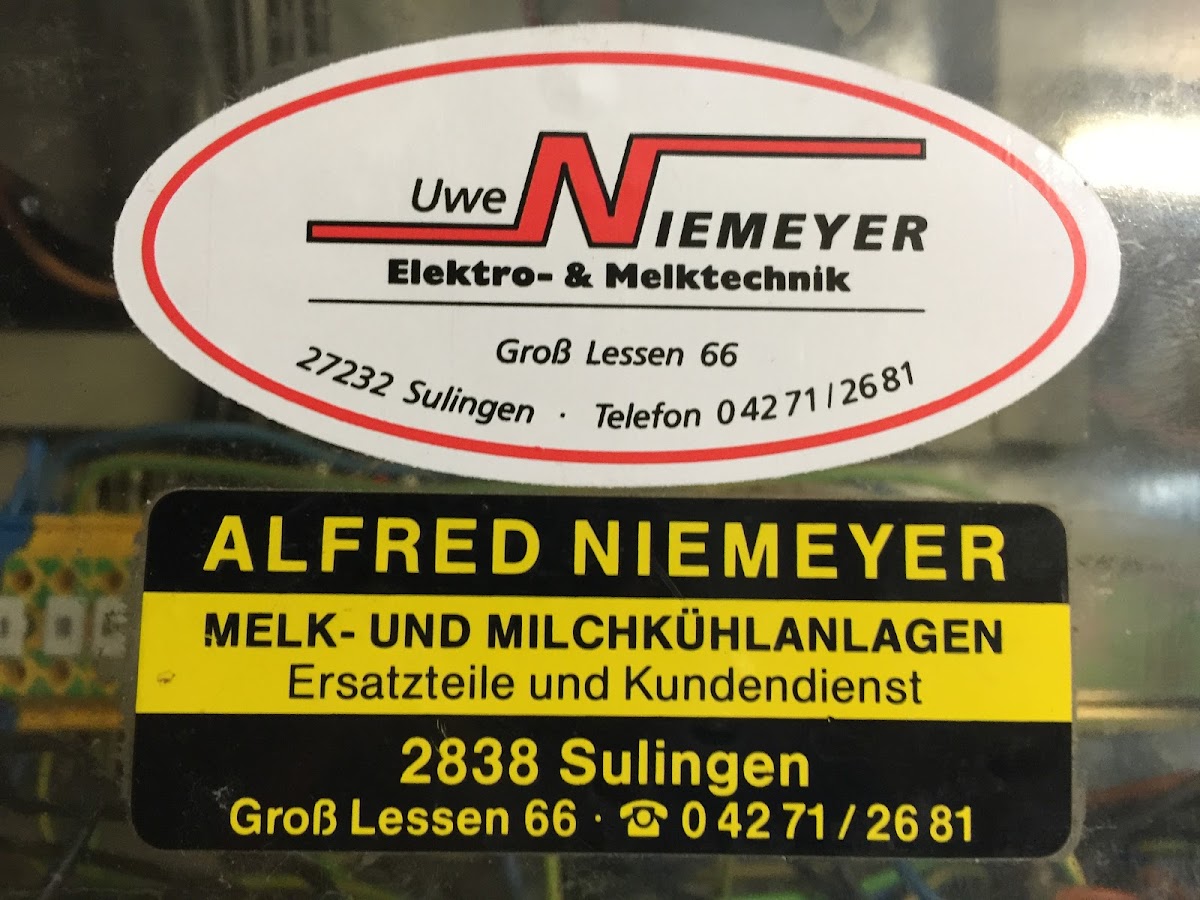 Uwe NIEMEYER
Elektro- & Melktechnik
Groß Lessen 66
27232 Sulingen · Telefon 0 42 71 / 26 81
ALFRED NIEMEYER
MELK- UND MILCHKÜHLANLAGEN
Ersatzteile und Kundendienst
2838 Sulingen
Groß Lessen 66 · ☎ 0 42 71 / 26 81